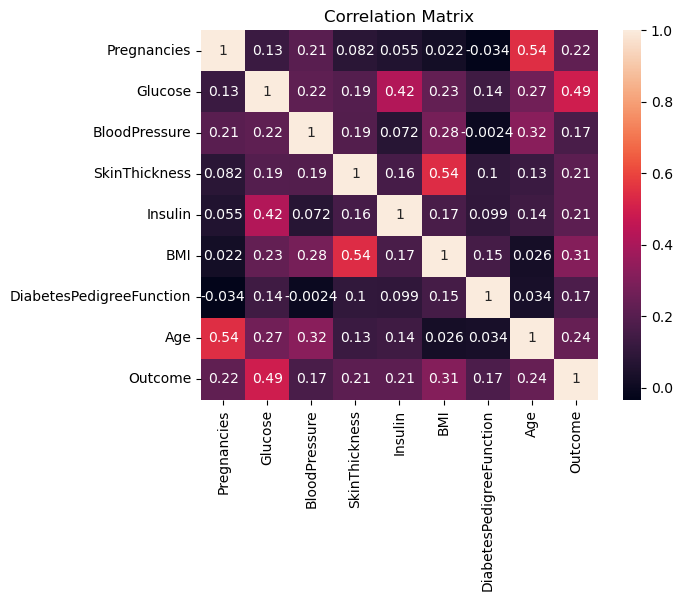 Correlation Matrix
Pregnancies 1 0.13 0.21 0.082 0.055 0.022 -0.034 0.54 0.22
Glucose 0.13 1 0.22 0.19 0.42 0.23 0.14 0.27 0.49
BloodPressure 0.21 0.22 1 0.19 0.072 0.28 -0.0024 0.32 0.17
SkinThickness 0.082 0.19 0.19 1 0.16 0.54 0.1 0.13 0.21
Insulin 0.055 0.42 0.072 0.16 1 0.17 0.099 0.14 0.21
BMI 0.022 0.23 0.28 0.54 0.17 1 0.15 0.026 0.31
DiabetesPedigreeFunction -0.034 0.14 -0.0024 0.1 0.099 0.15 1 0.034 0.17
Age 0.54 0.27 0.32 0.13 0.14 0.026 0.034 1 0.24
Outcome 0.22 0.49 0.17 0.21 0.21 0.31 0.17 0.24 1
Pregnancies
Glucose
BloodPressure
SkinThickness
Insulin
BMI
DiabetesPedigreeFunction
Age
Outcome
1.0
0.8
0.6
0.4
0.2
0.0